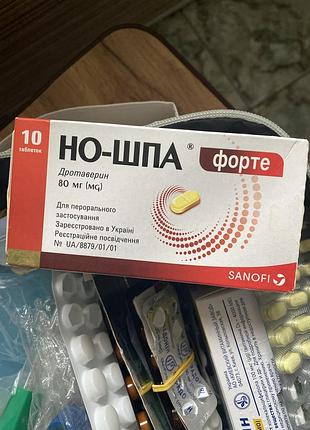 10
таблеток
НО-ШПА®
форте
Дротаверин
80 мг (mg)
Для перорального
застосування
Зареєстровано в Україні
Реєстраційне посвідчення
№ UA/8879/01/01
SANOFI